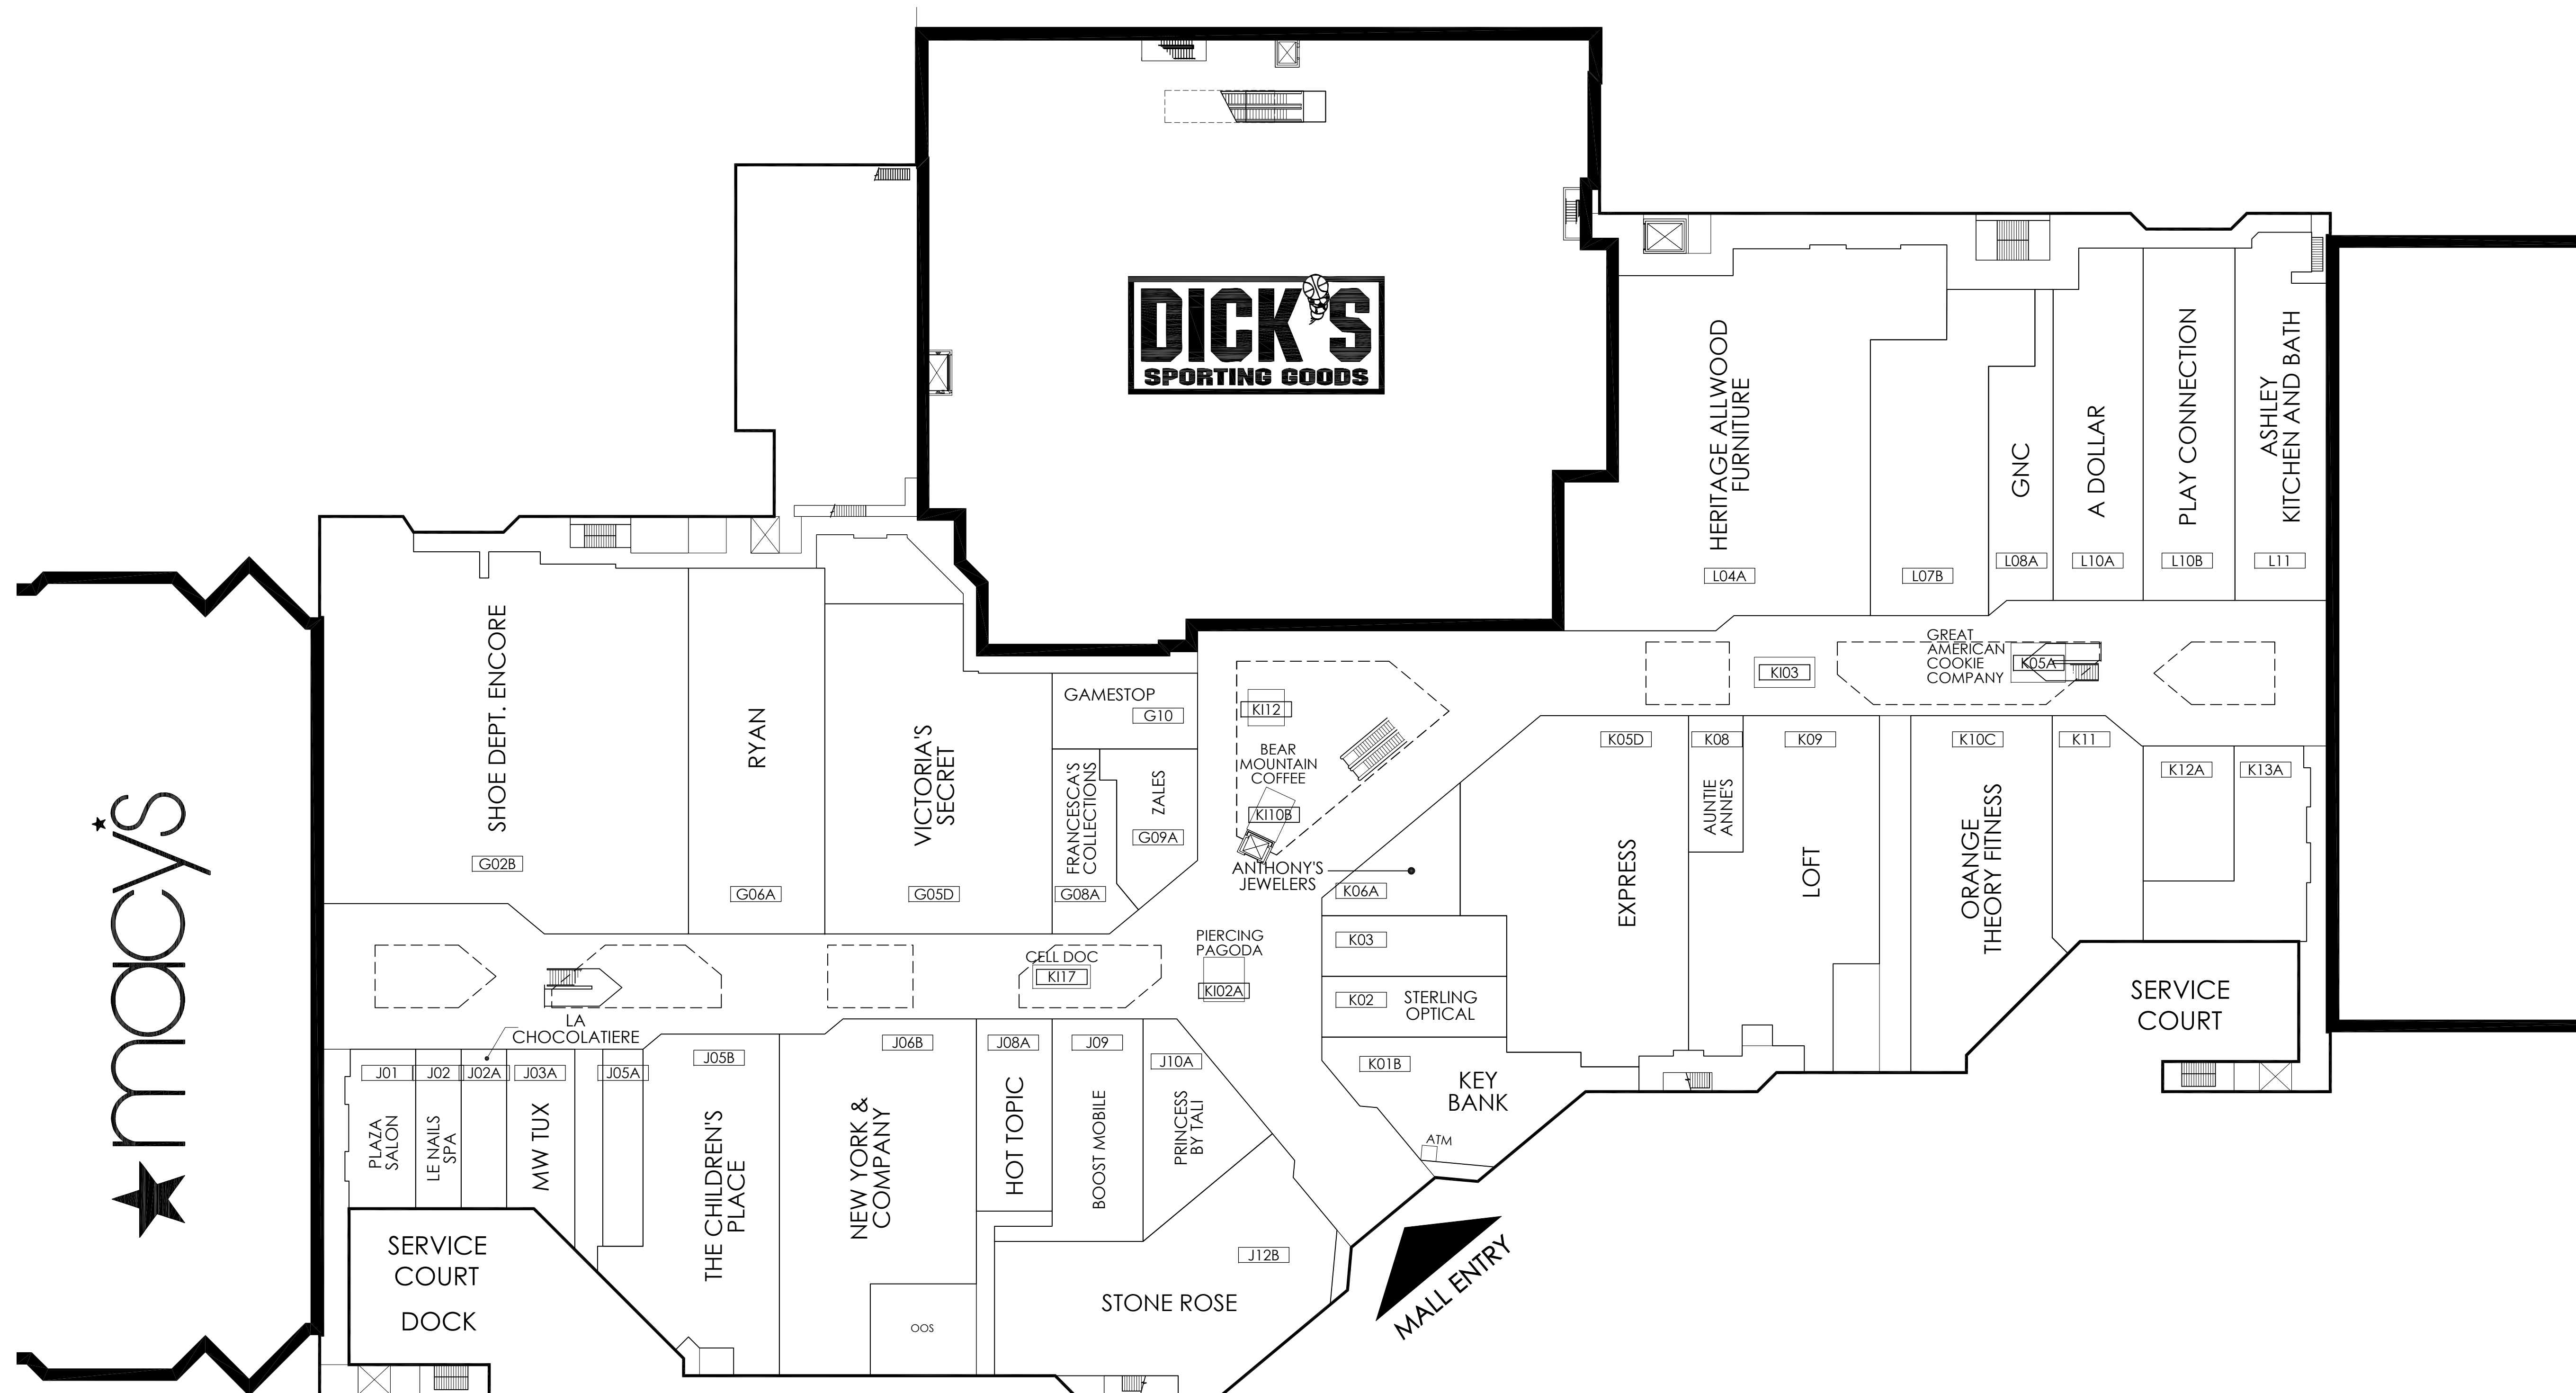 DICK'S
SPORTING GOODS
macy's
SHOE DEPT. ENCORE
G02B
RYAN
G06A
VICTORIA'S
SECRET
G05D
GAMESTOP
G10
FRANCESCA'S
COLLECTIONS
G08A
ZALES
G09A
KI12
BEAR
MOUNTAIN
COFFEE
KI10B
ANTHONY'S
JEWELERS
K06A
K03
K02
STERLING
OPTICAL
K01B
KEY
BANK
ATM
HERITAGE ALLWOOD
FURNITURE
L04A
L07B
GNC
L08A
A DOLLAR
L10A
PLAY CONNECTION
L10B
ASHLEY
KITCHEN AND BATH
L11
KI03
GREAT
AMERICAN
COOKIE
COMPANY
K05A
K05D
EXPRESS
K08
AUNTIE
ANNE'S
K09
LOFT
K10C
ORANGE
THEORY FITNESS
K11
K12A
K13A
SERVICE
COURT
CELL DOC
KI17
PIERCING
PAGODA
KI02A
LA
CHOCOLATIERE
J01
PLAZA
SALON
J02
LE NAILS
SPA
J02A
J03A
MW TUX
J05A
J05B
THE CHILDREN'S
PLACE
J06B
NEW YORK &
COMPANY
OOS
J08A
HOT TOPIC
J09
BOOST MOBILE
J10A
PRINCESS
BY TALI
J12B
STONE ROSE
SERVICE
COURT
DOCK
MALL ENTRY